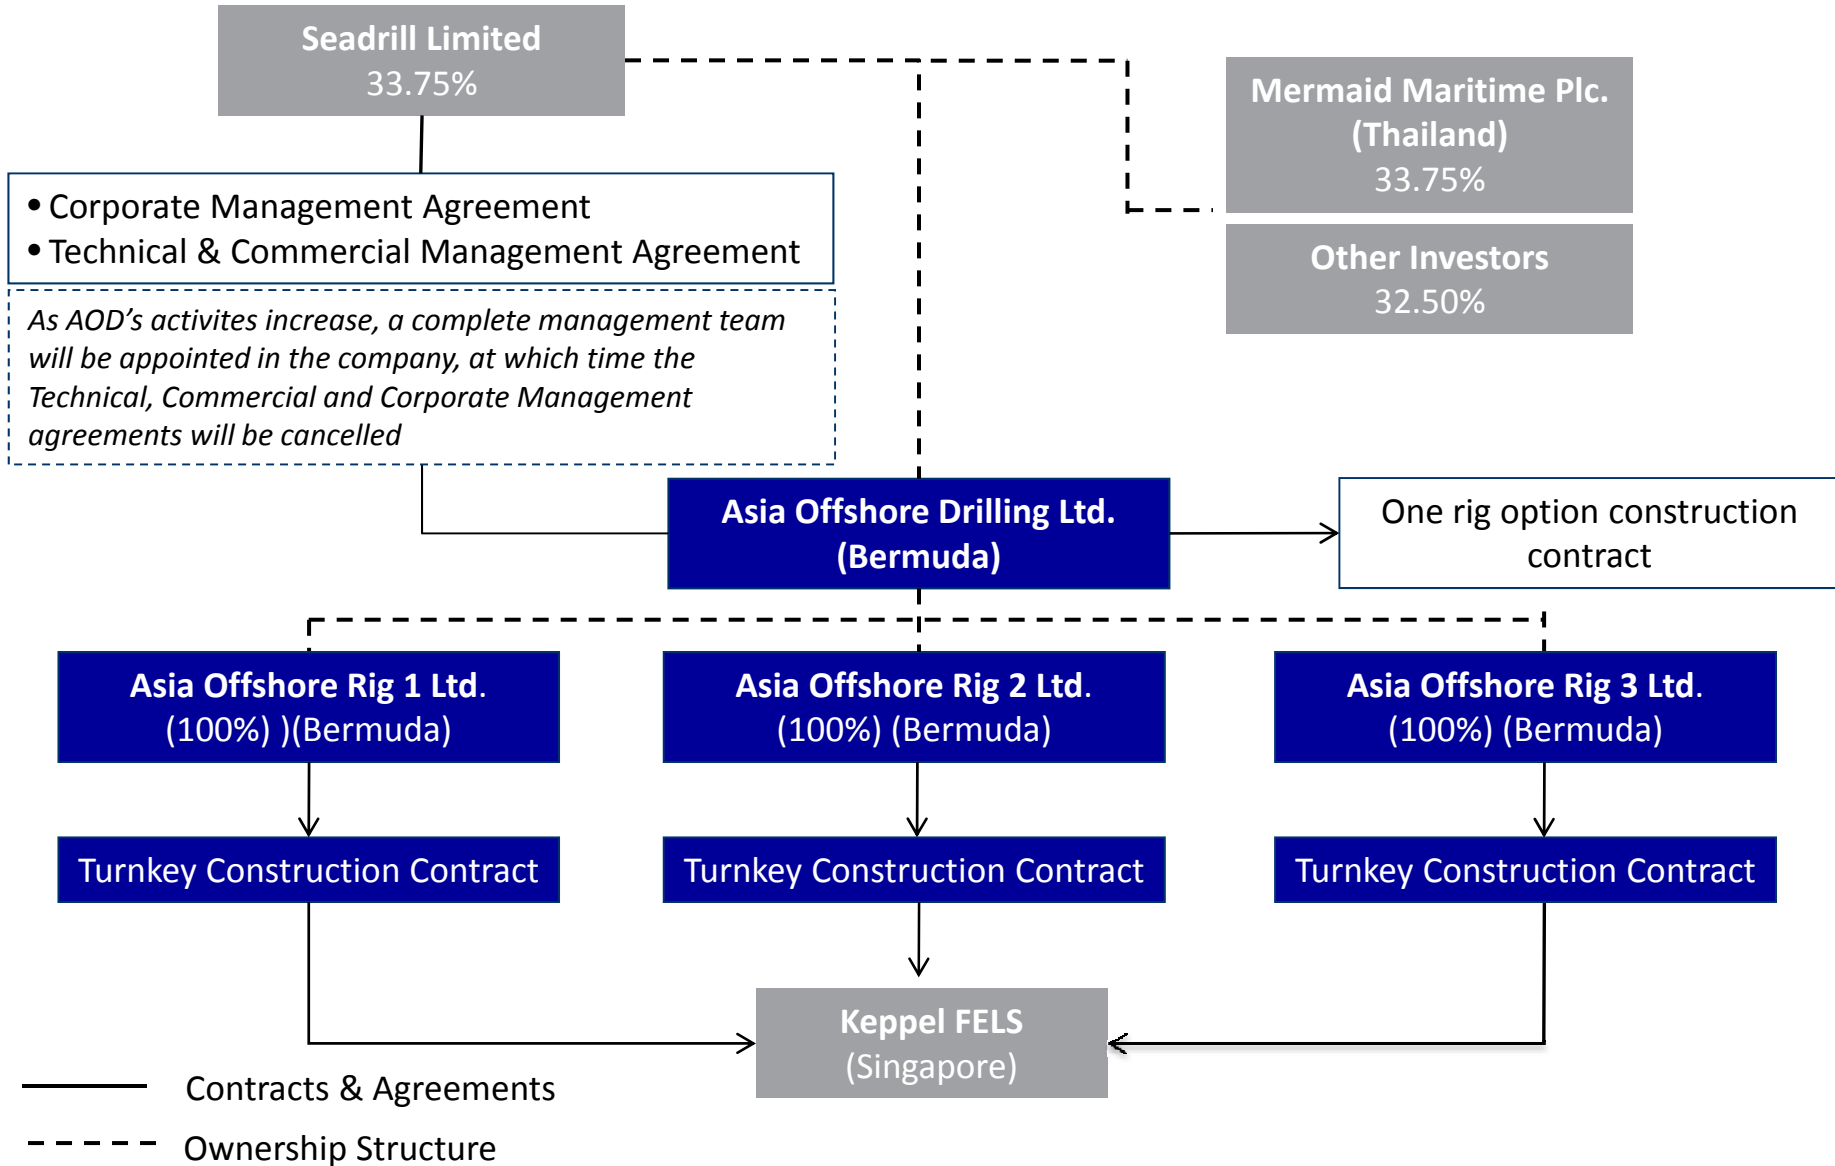 Seadrill Limited
33.75%
Mermaid Maritime Plc.
(Thailand)
33.75%
Other Investors
32.50%
• Corporate Management Agreement
• Technical & Commercial Management Agreement
As AOD’s activites increase, a complete management team
will be appointed in the company, at which time the
Technical, Commercial and Corporate Management
agreements will be cancelled
Asia Offshore Drilling Ltd.
(Bermuda)
One rig option construction
contract
Asia Offshore Rig 1 Ltd.
(100%) )(Bermuda)
Asia Offshore Rig 2 Ltd.
(100%) (Bermuda)
Asia Offshore Rig 3 Ltd.
(100%) (Bermuda)
Turnkey Construction Contract
Turnkey Construction Contract
Turnkey Construction Contract
Keppel FELS
(Singapore)
Contracts & Agreements
Ownership Structure